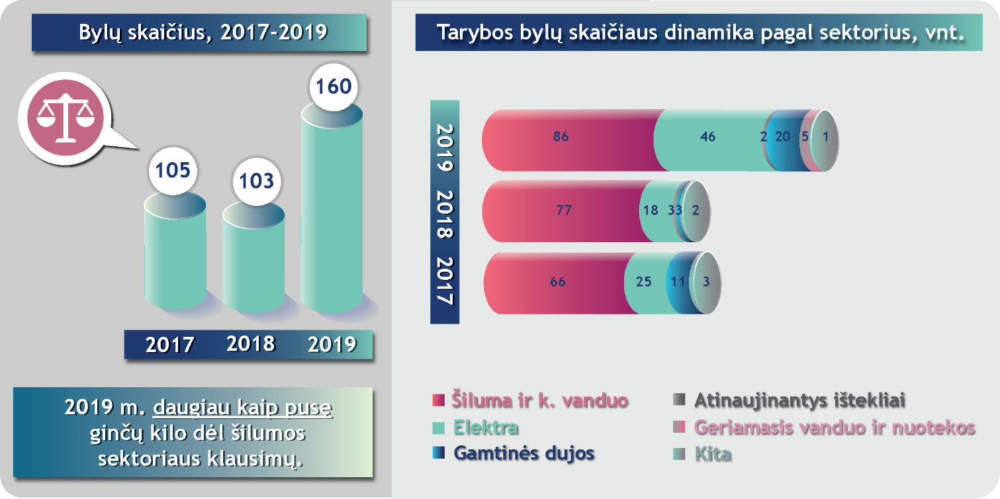 Bylų skaičius, 2017-2019
160
105
103
2017 2018 2019
2019 m. daugiau kaip pusę
ginčų kilo dėl šilumos
sektoriaus klausimų.
Tarybos bylų skaičiaus dinamika pagal sektorius, vnt.
2019
86 46 2 20 5 1
2018
77 18 3 3 2
2017
66 25 11 3
Šiluma ir k. vanduo
Elektra
Gamtinės dujos
Atinaujinantys ištekliai
Geriamasis vanduo ir nuotekos
Kita